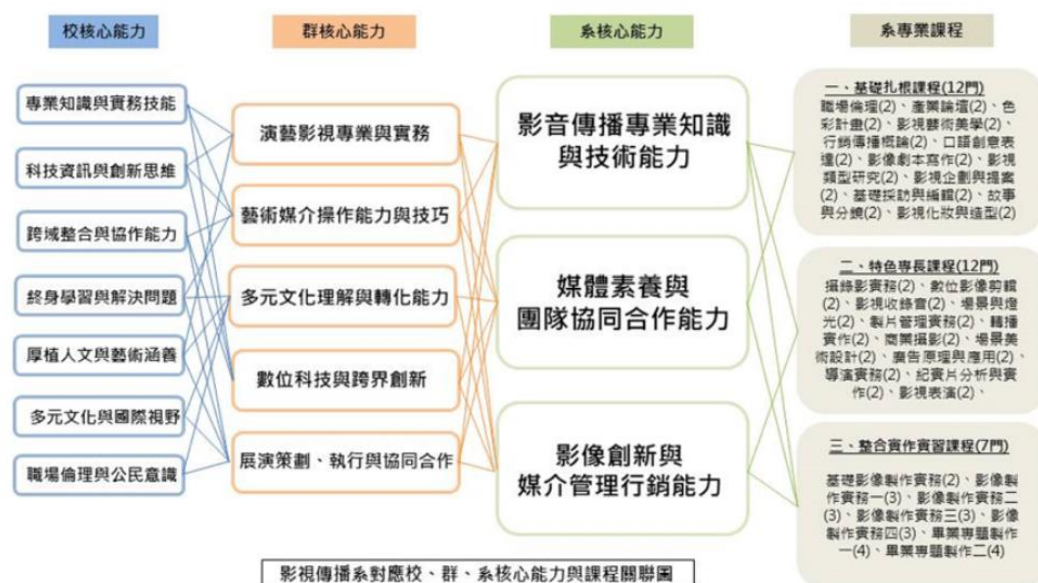 校核心能力
群核心能力
系核心能力
系專業課程
專業知識與實務技能
科技資訊與創新思維
跨域整合與協作能力
終身學習與解決問題
厚植人文與藝術涵養
多元文化與國際視野
職場倫理與公民意識
演藝影視專業與實務
藝術媒介操作能力與技巧
多元文化理解與轉化能力
數位科技與跨界創新
展演策劃、執行與協同合作
影音傳播專業知識
與技術能力
媒體素養與
團隊協同合作能力
影像創新與
媒介管理行銷能力
一、基礎扎根課程(12門)
職場倫理(2)、產業論壇(2)、色
彩計畫(2)、影視藝術美學(2)、
行銷傳播概論(2)、口語創意表
達(2)、影像劇本寫作(2)、影視
類型研究(2)、影視企劃與提案
(2)、基礎採訪與編輯(2)、故事
與分鏡(2)、影視化妝與造型(2)
二、特色專長課程(12門)
攝錄影實務(2)、數位影像剪輯
(2)、影視收錄音(2)、場景與燈
光(2)、製片管理實務(2)、轉播
實作(2)、商業攝影(2)、場景美
術設計(2)、廣告原理與應用(2)、
導演實務(2)、紀實片分析與實
作(2)、影視表演(2)、
三、整合實作實習課程(7門)
基礎影像製作實務(2)、影像製
作實務一(3)、影像製作實務二
(3)、影像製作實務三(3)、影像
製作實務四(3)、畢業專題製作
一(4)、畢業專題製作二(4)
影視傳播系對應校、群、系核心能力與課程關聯圖